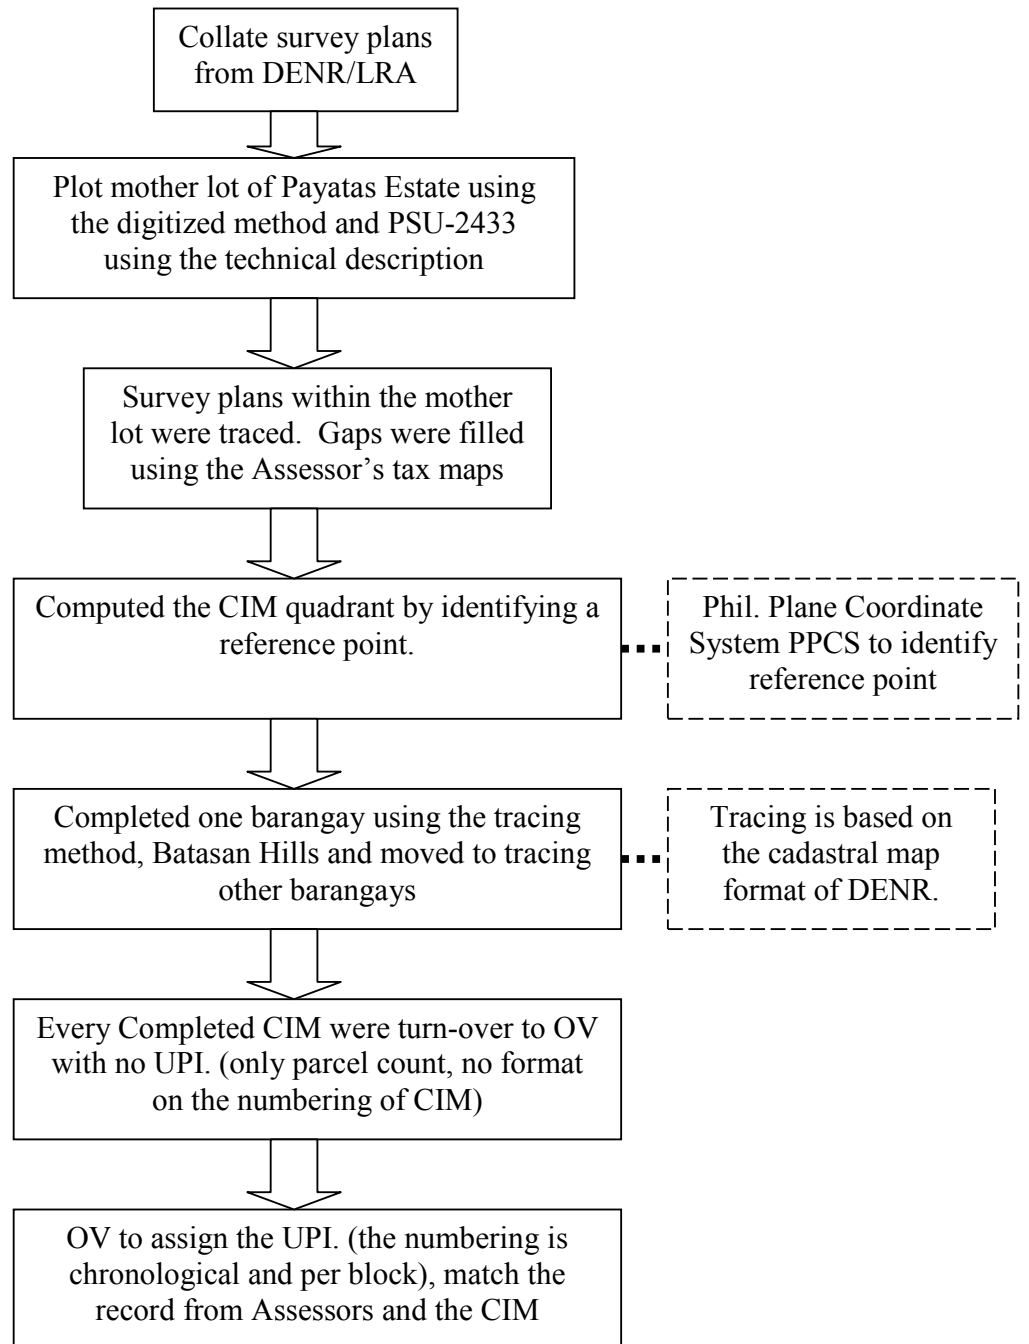 Collate survey plans
from DENR/LRA
Plot mother lot of Payatas Estate using
the digitized method and PSU-2433
using the technical description
Survey plans within the mother
lot were traced.  Gaps were filled
using the Assessor’s tax maps
Computed the CIM quadrant by identifying a
reference point.
Phil. Plane Coordinate
System PPCS to identify
reference point
Completed one barangay using the tracing
method, Batasan Hills and moved to tracing
other barangays
Tracing is based on
the cadastral map
format of DENR.
Every Completed CIM were turn-over to OV
with no UPI. (only parcel count, no format
on the numbering of CIM)
OV to assign the UPI. (the numbering is
chronological and per block), match the
record from Assessors and the CIM